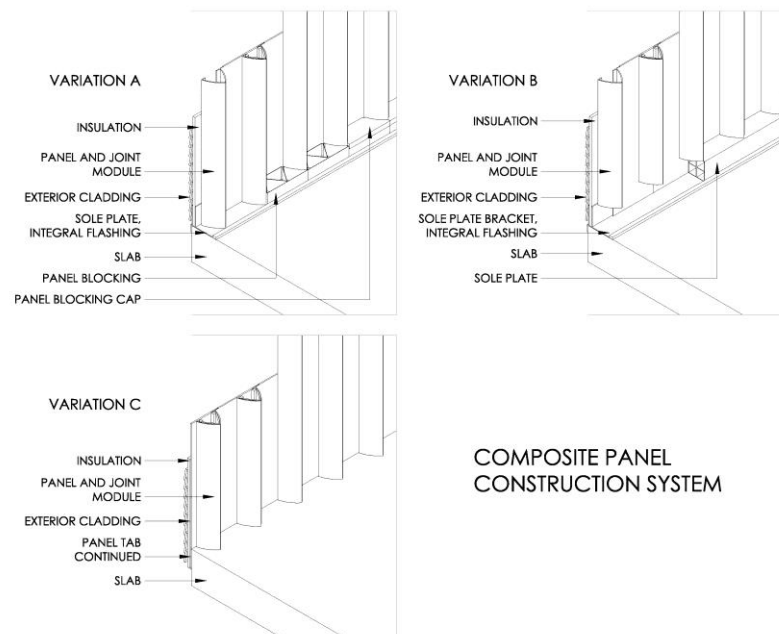 VARIATION A
INSULATION
PANEL AND JOINT
MODULE
EXTERIOR CLADDING
SOLE PLATE,
INTEGRAL FLASHING
SLAB
PANEL BLOCKING
PANEL BLOCKING CAP
VARIATION B
INSULATION
PANEL AND JOINT
MODULE
EXTERIOR CLADDING
SOLE PLATE BRACKET,
INTEGRAL FLASHING
SLAB
SOLE PLATE
VARIATION C
INSULATION
PANEL AND JOINT
MODULE
EXTERIOR CLADDING
PANEL TAB
CONTINUED
SLAB
COMPOSITE PANEL
CONSTRUCTION SYSTEM